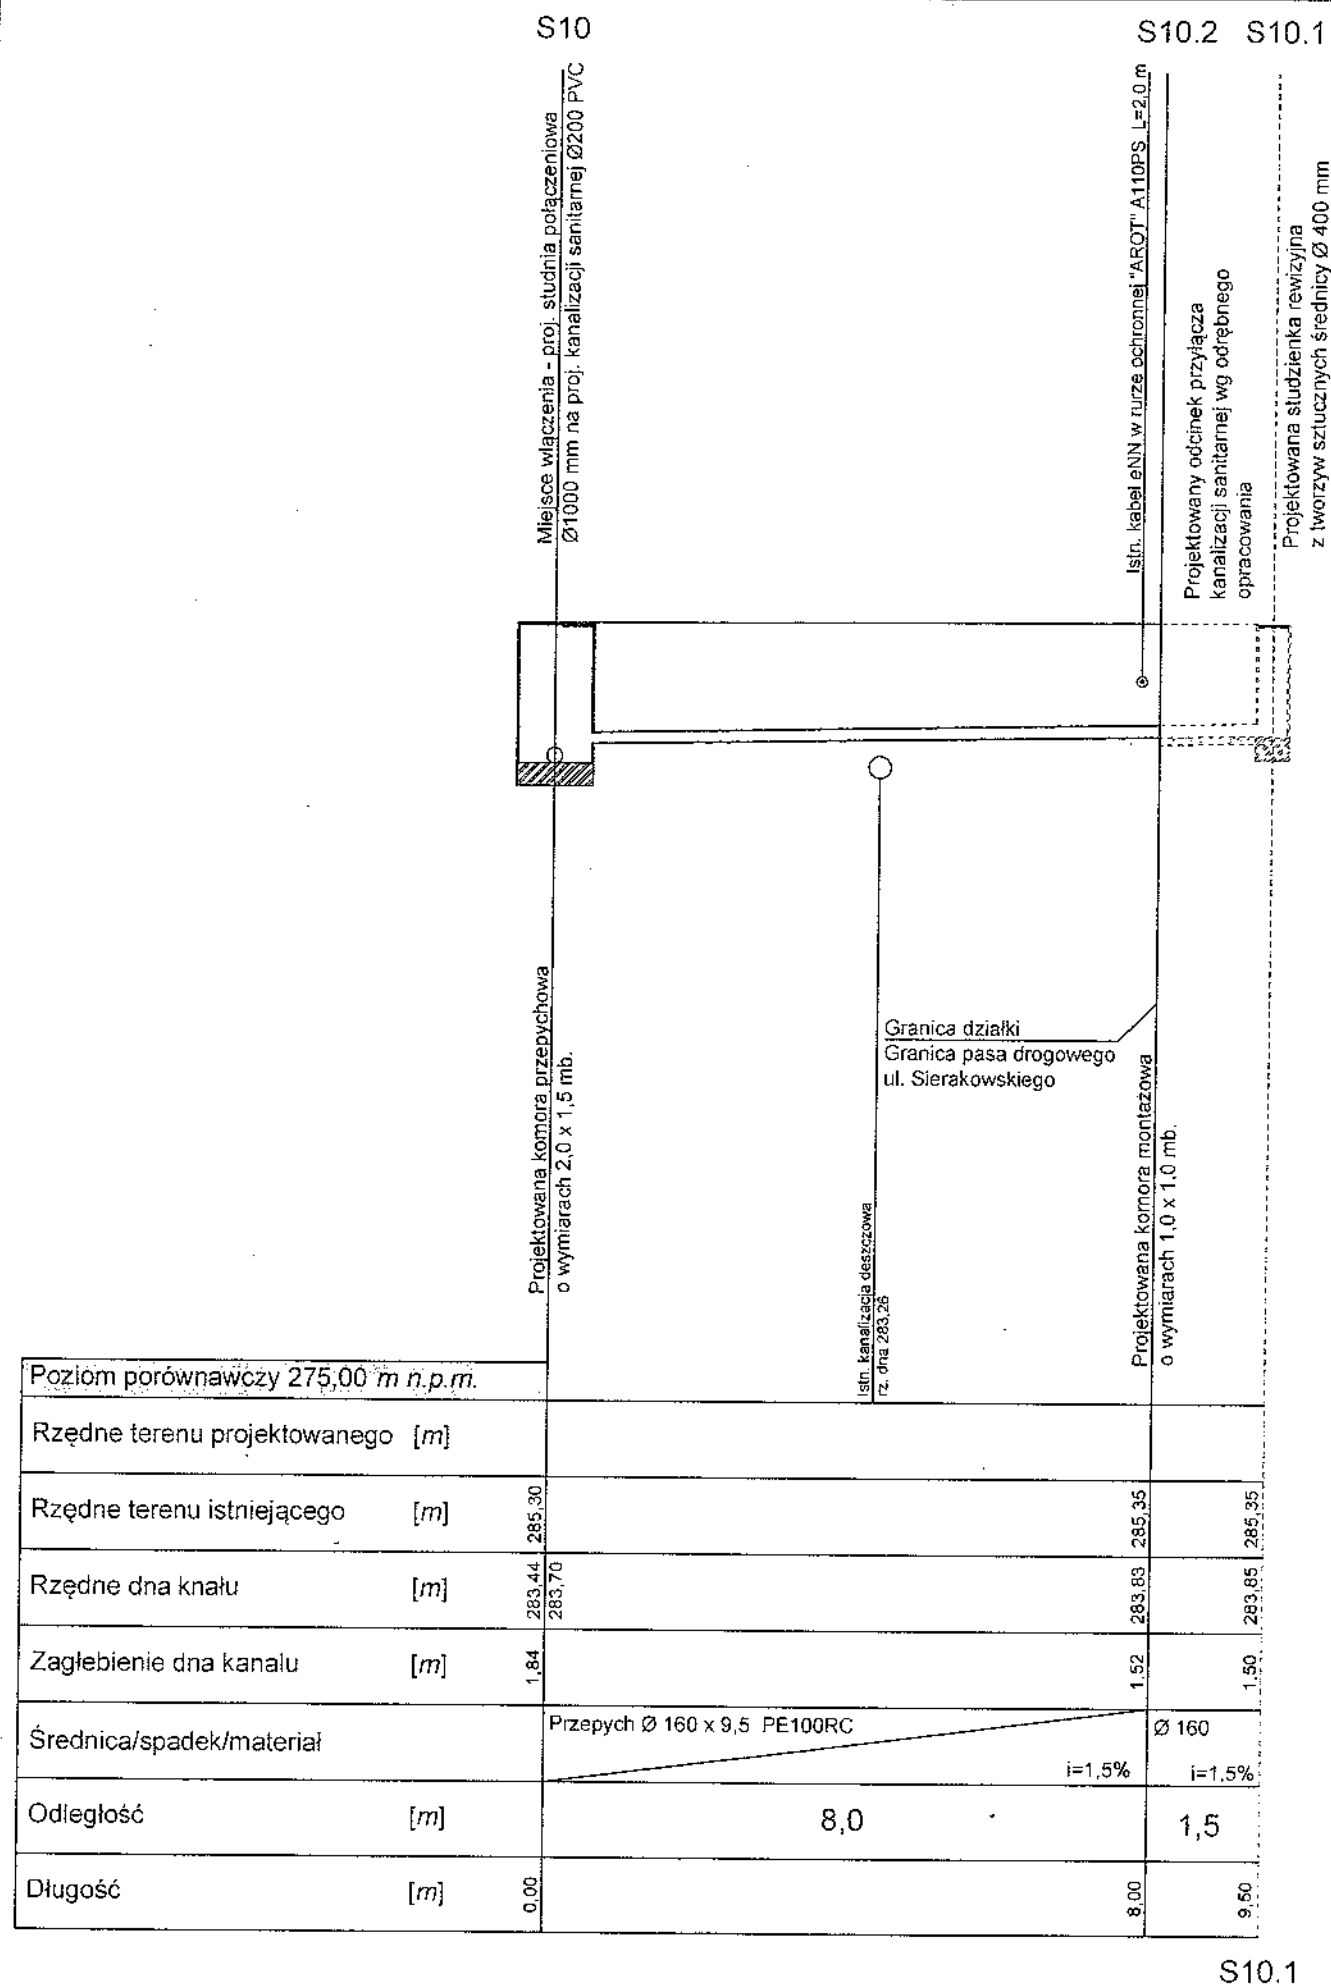 S10
S10.2 S10.1
Miejsce włączenia - proj. studnia połączeniowa
Ø1000 mm na proj. kanalizacji sanitarnej Ø200 PVC
Istn. kabel eNN w rurze ochronnej "AROT" A110PS L=2,0 m
Projektowany odcinek przyłącza
kanalizacji sanitarnej wg odrębnego
opracowania
Projektowana studzienka rewizyjna
z tworzyw sztucznych średnicy Ø 400 mm
Projektowana komora przepychowa
o wymiarach 2,0 x 1,5 mb.
Istn. kanalizacja deszczowa
rz. dna 283,26
Granica działki
Granica pasa drogowego
ul. Sierakowskiego
Projektowana komora montażowa
o wymiarach 1,0 x 1,0 mb.
Poziom porównawczy 275,00 m n.p.m.
Rzędne terenu projektowanego [m]
Rzędne terenu istniejącego [m] 285,30 285,35 285,35
Rzędne dna knału [m] 283,44 283,70 283,83 283,85
Zagłebienie dna kanalu [m] 1,84 1,52 1,50
Średnica/spadek/materiał Przepych Ø 160 x 9,5 PE100RC i=1,5% Ø 160 i=1,5%
Odległość [m] 8,0 1,5
Długość [m] 0,00 8,00 9,50
S10.1